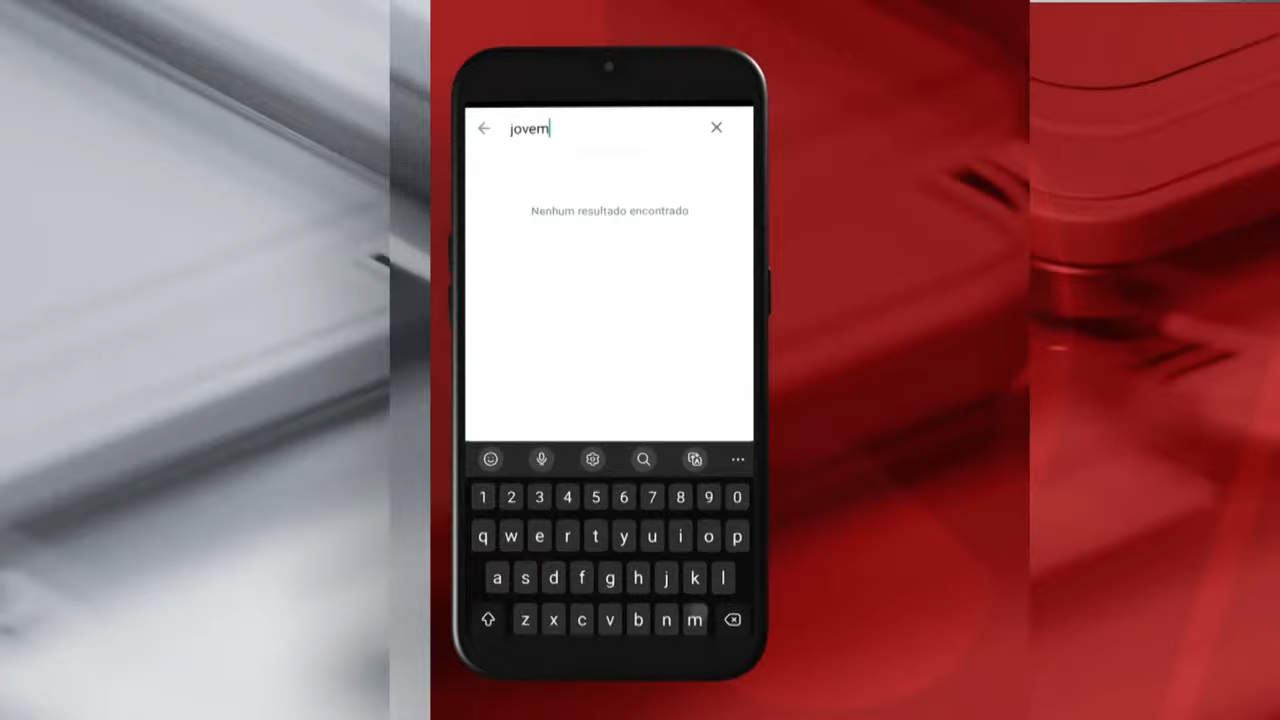 jovem
Nenhum resultado encontrado
1 2 3 4 5 6 7 8 9 0
q w e r t y u i o p
a s d f g h j k l
z x c v b n m